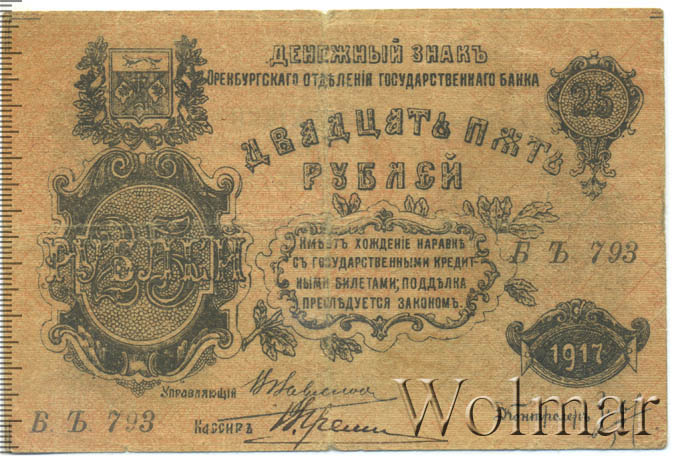 ДЕНЕЖНЫЙ ЗНАКЪ
ОРЕНБУРГСКАГО ОТДѢЛЕНІЯ ГОСУДАРСТВЕННАГО БАНКА
25
ДВАДЦАТЬ ПЯТЬ
РУБЛЕЙ
25
РУБЛЕЙ
ИМѢЕТЪ ХОЖДЕНІЕ НАРАВНѢ
СЪ ГОСУДАРСТВЕННЫМИ КРЕДИТ-
НЫМИ БИЛЕТАМИ; ПОДДѢЛКА
ПРЕСЛѢДУЕТСЯ ЗАКОНОМЪ.
Б Ъ 793
1917
УПРАВЛЯЮЩІЙ
Б. Ъ. 793
КАССИРЪ
Wolmar